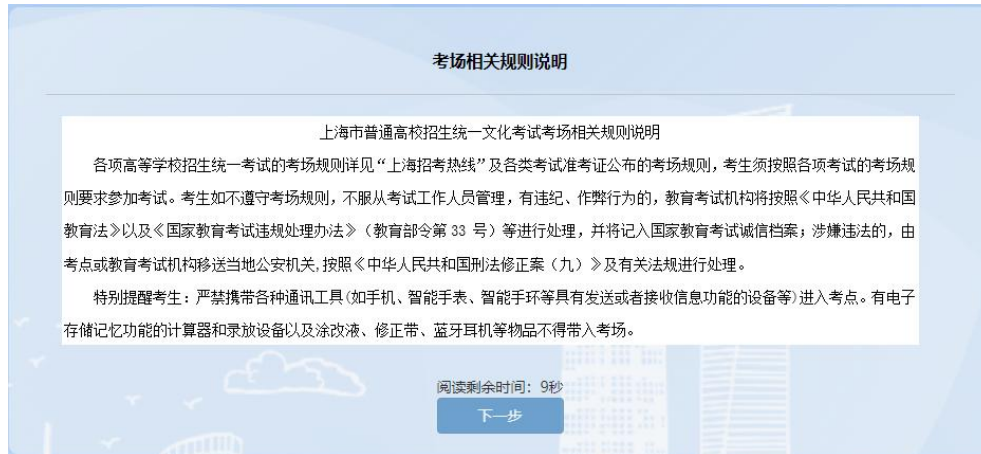 考场相关规则说明
上海市普通高校招生统一文化考试考场相关规则说明
各项高等学校招生统一考试的考场规则详见“上海招考热线”及各类考试准考证公布的考场规则，考生须按照各项考试的考场规
则要求参加考试。考生如不遵守考场规则，不服从考试工作人员管理，有违纪、作弊行为的，教育考试机构将按照《中华人民共和国
教育法》以及《国家教育考试违规处理办法》（教育部令第 33 号）等进行处理，并将记入国家教育考试诚信档案；涉嫌违法的，由
考点或教育考试机构移送当地公安机关,按照《中华人民共和国刑法修正案（九）》及有关法规进行处理。
特别提醒考生：严禁携带各种通讯工具(如手机、智能手表、智能手环等具有发送或者接收信息功能的设备等)进入考点。有电子
存储记忆功能的计算器和录放设备以及涂改液、修正带、蓝牙耳机等物品不得带入考场。
阅读剩余时间：9秒
下一步